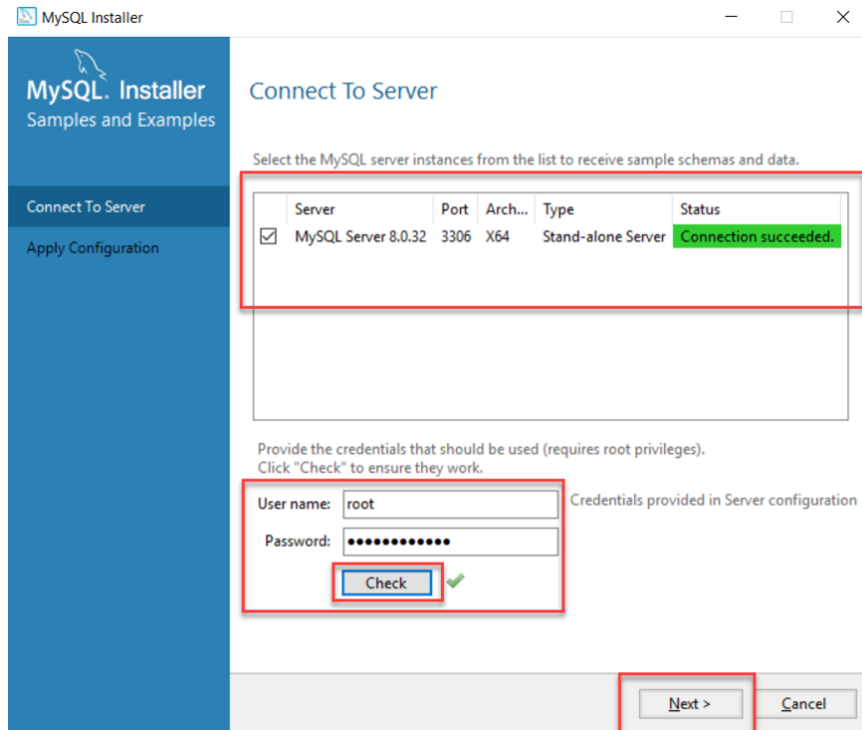 MySQL Installer
MySQL. Installer
Samples and Examples
Connect To Server
Apply Configuration
Connect To Server
Select the MySQL server instances from the list to receive sample schemas and data.
Server Port Arch... Type Status
MySQL Server 8.0.32 3306 X64 Stand-alone Server Connection succeeded.
Provide the credentials that should be used (requires root privileges).
Click "Check" to ensure they work.
User name: root Credentials provided in Server configuration
Password: ●●●●●●●●●●●●
Check
Next > Cancel